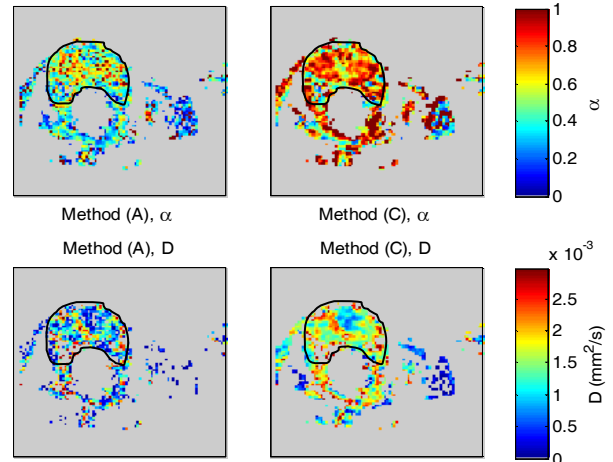 1
0.8
0.6
0.4
0.2
0
α
Method (A), α
Method (C), α
Method (A), D
Method (C), D
x 10⁻³
2.5
2
1.5
1
0.5
0
D (mm²/s)